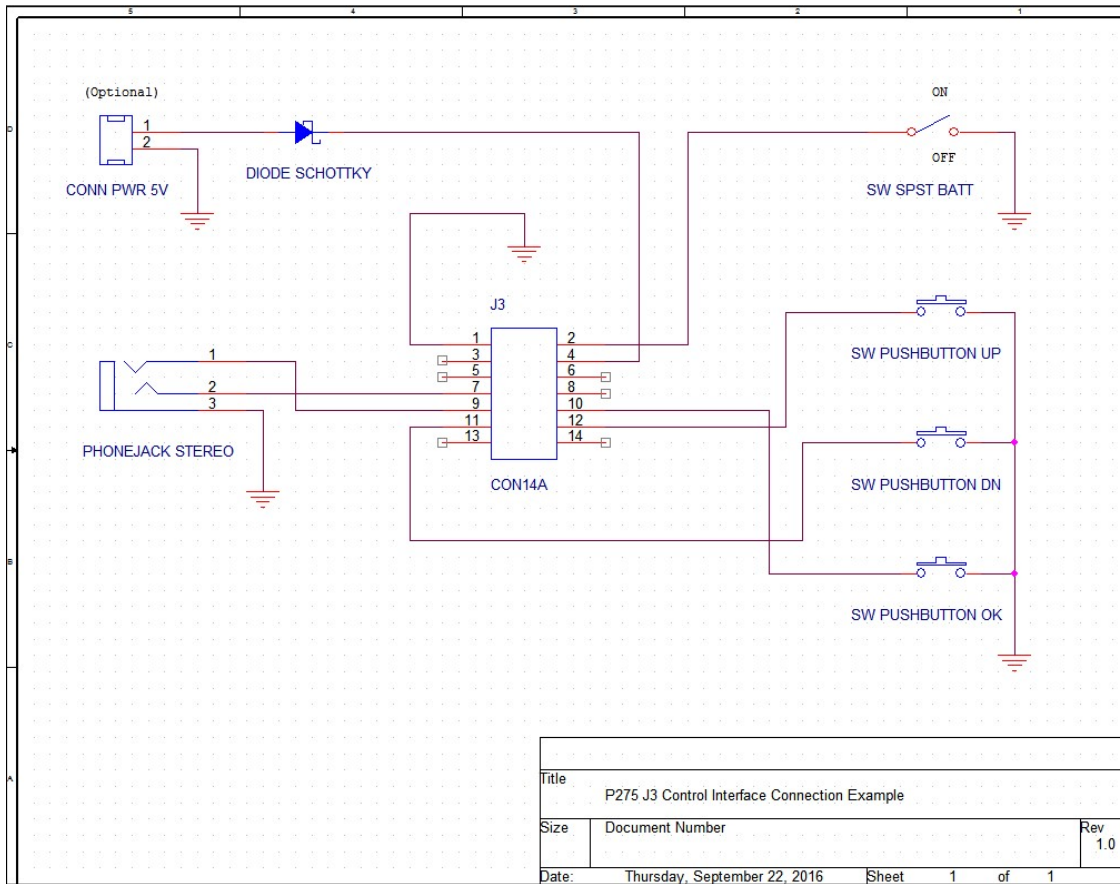 5 4 3 2 1
D
C
B
A
(Optional)
1
2
CONN PWR 5V
DIODE SCHOTTKY
ON
OFF
SW SPST BATT
J3
1 2
3 4
5 6
7 8
9 10
11 12
13 14
CON14A
1
2
3
PHONEJACK STEREO
SW PUSHBUTTON UP
SW PUSHBUTTON DN
SW PUSHBUTTON OK
Title
P275 J3 Control Interface Connection Example
Size Document Number Rev
1.0
Date: Thursday, September 22, 2016 Sheet 1 of 1